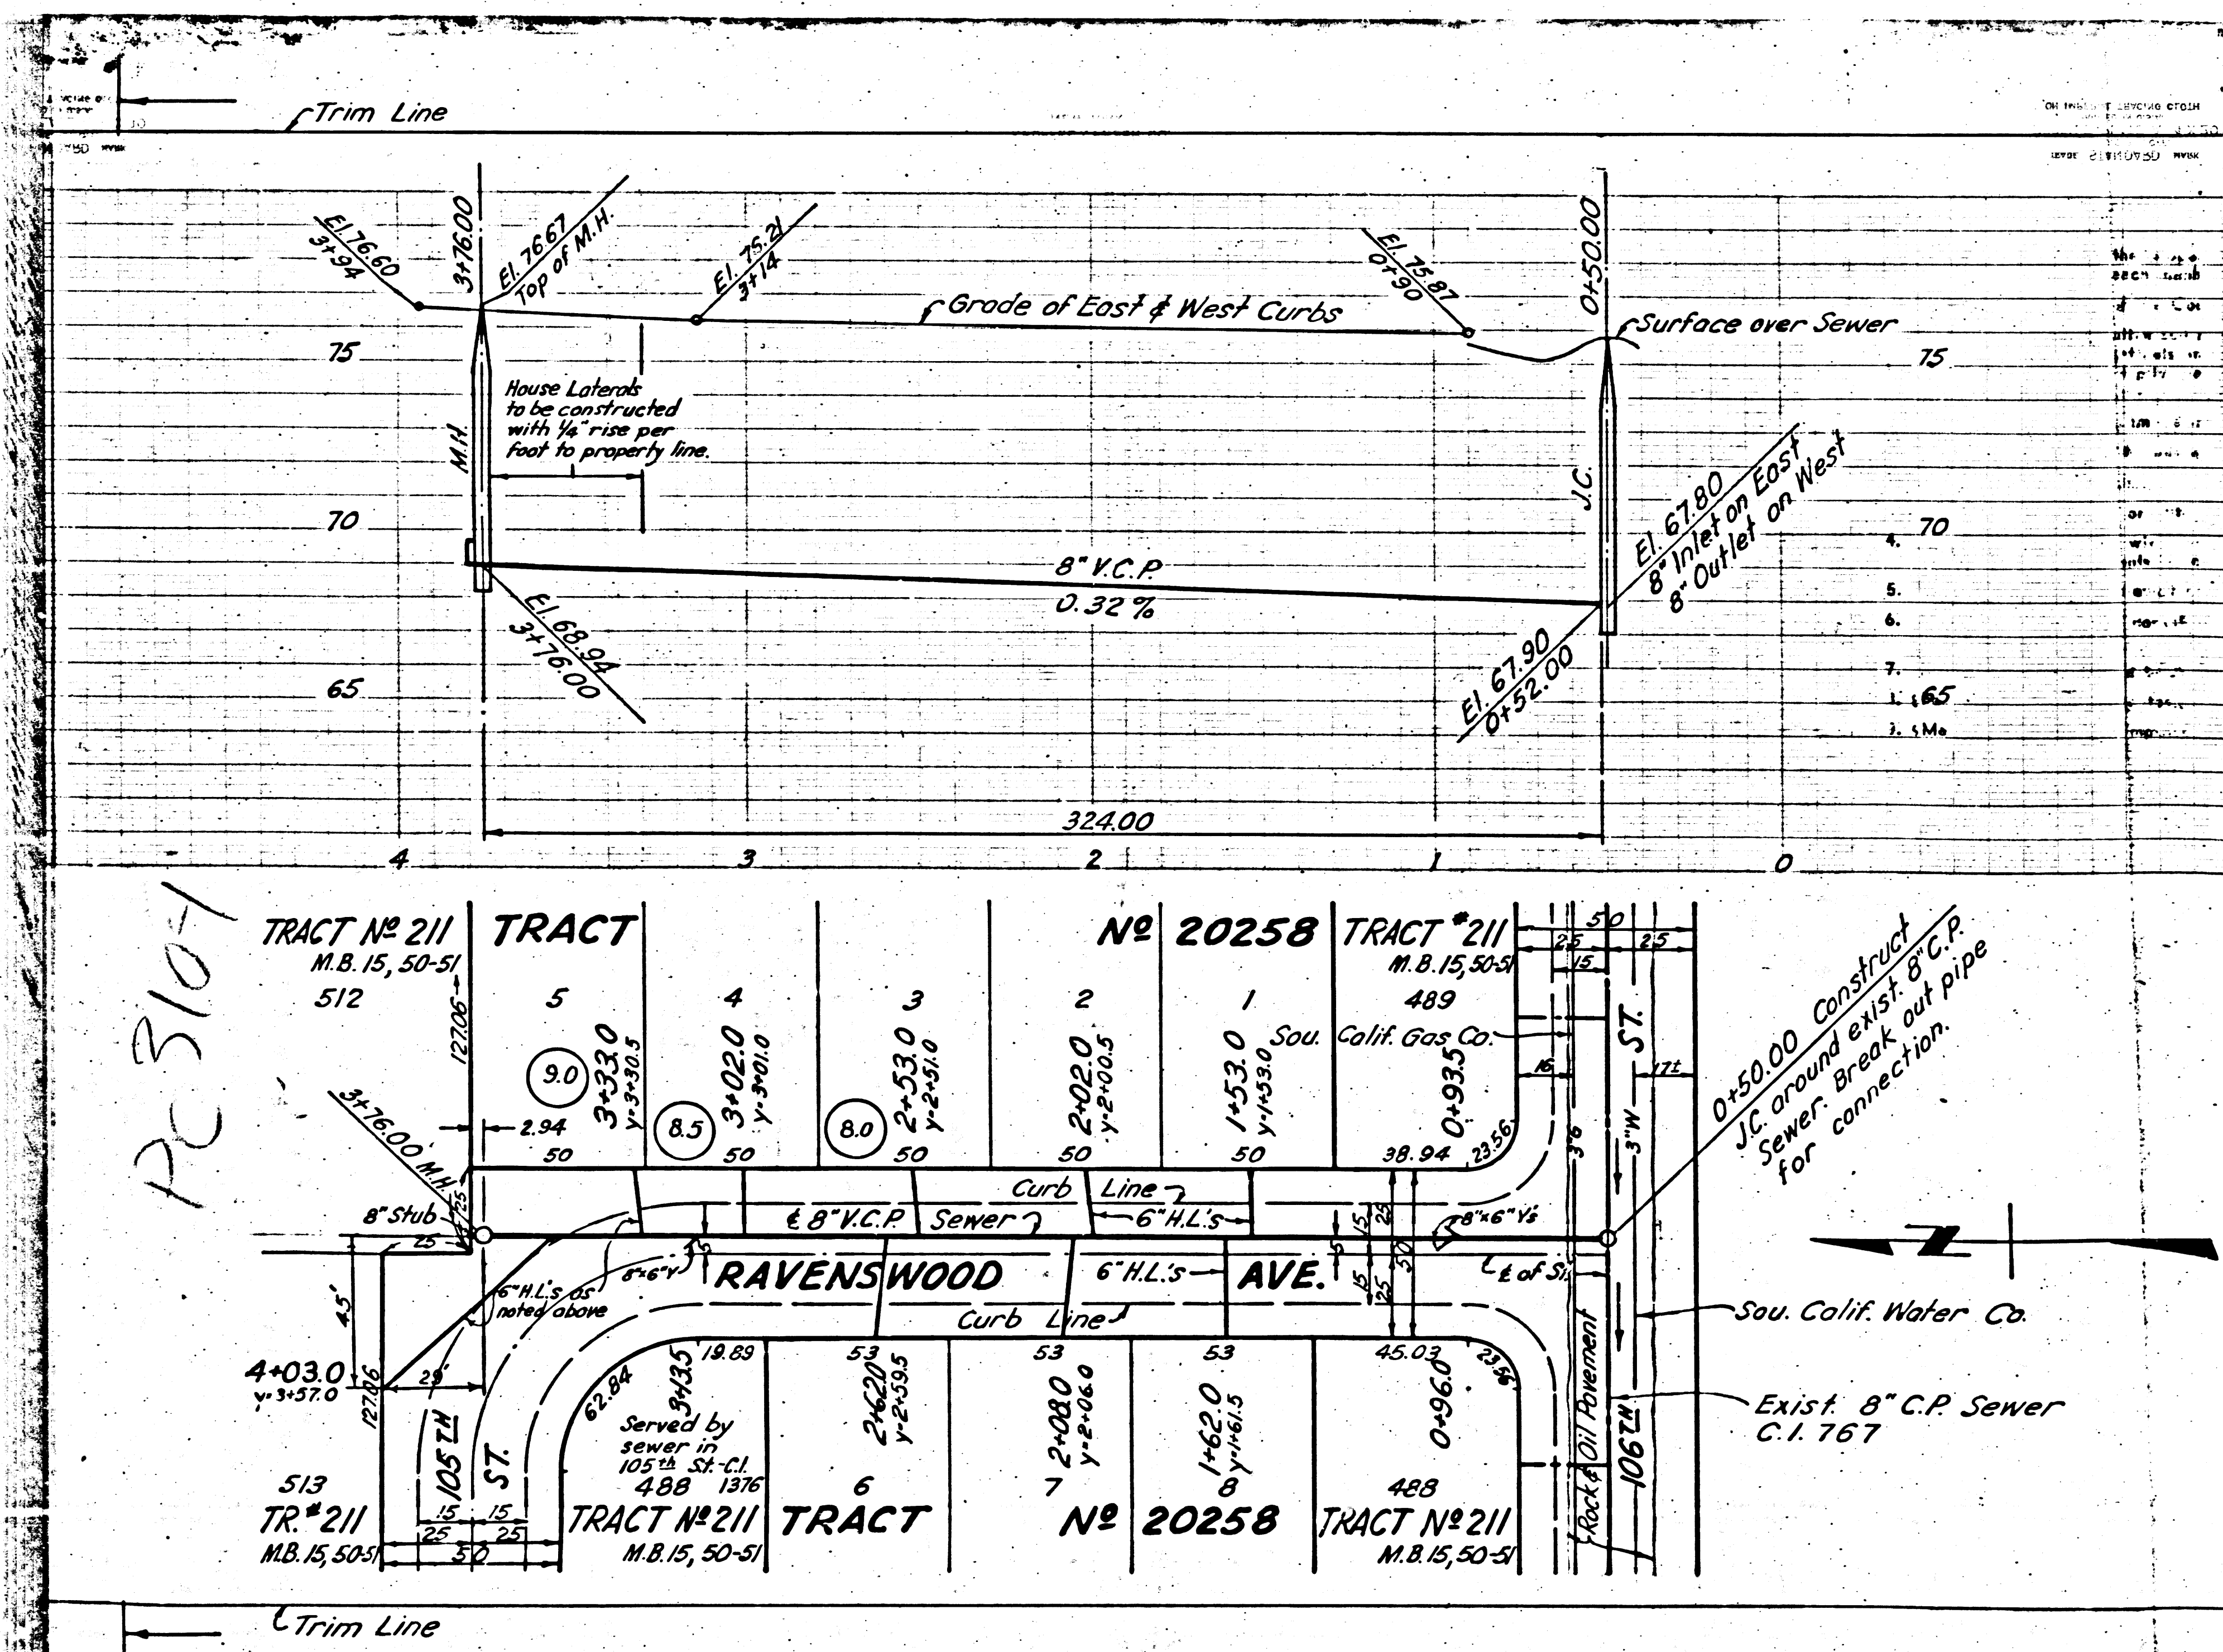 Trim Line
El. 76.60
3+94
3+76.00
El. 76.67
Top of M.H.
El. 75.21
3+14
El. 75.87
0+90
0+50.00
Grade of East & West Curbs
Surface over Sewer
75
75
House Laterals
to be constructed
with 1/4" rise per
foot to property line.
M.H.
J.C.
El. 67.80
8" Inlet on East
8" Outlet on West
70
70
4.
8" V.C.P.
0.32 %
5.
6.
El. 68.94
3+76.00
El. 67.90
0+52.00
7.
65
65
324.00
4
3
2
1
0
PC 310-1
TRACT Nº 211
M.B. 15, 50-51
512
TRACT
Nº 20258
TRACT #211
M.B. 15, 50-51
489
50
25
25
15
5
4
3
2
1
127.06
9.0
3+33.0
y=3+30.5
8.5
3+02.0
y=3+01.0
8.0
2+53.0
y=2+51.0
2+02.0
y=2+00.5
1+53.0
y=1+53.0
Sou. Calif. Gas Co.
0+93.5
16
17±
ST.
0+50.00 Construct
J.C. around exist. 8" C.P.
Sewer. Break out pipe
for connection.
3+76.00 M.H.
2.94
50
50
50
50
50
38.94
23.56
3"G
3"W
8" Stub
25
25
Curb Line
℄ 8" V.C.P. Sewer
6" H.L's
8"x6" Y's
15
25
50
5
5
15
25
8"x6" Y
RAVENSWOOD AVE.
6" H.L.'s
℄ of St.
6" H.L.'s as
noted above
Curb Line
45'
29'
4+03.0
y=3+57.0
127.06
Sou. Calif. Water Co.
62.84
19.89
53
53
53
45.03
23.56
3+13.5
2+62.0
y=2+59.5
2+08.0
y=2+06.0
1+62.0
y=1+61.5
0+96.0
Served by
sewer in
105th St.-C.I.
1376
488
6
7
8
488
Exist. 8" C.P. Sewer
C.I. 767
105TH ST.
106TH
Rock & Oil Pavement
513
TR. #211
M.B. 15, 50-51
15
15
25
25
50
TRACT Nº 211
M.B. 15, 50-51
TRACT
Nº 20258
TRACT Nº 211
M.B. 15, 50-51
Trim Line